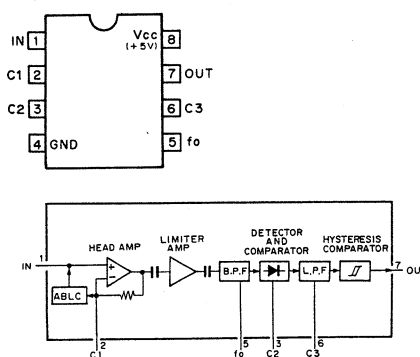 IN 1
Vcc (+5V) 8
C1 2
7 OUT
C2 3
6 C3
4 GND
5 fo
HEAD AMP
LIMITER AMP
DETECTOR AND COMPARATOR
HYSTERESIS COMPARATOR
IN 1
+
−
ABLC
B.P.F
L.P.F
7 OU
2 C1
5 fo
3 C2
6 C3